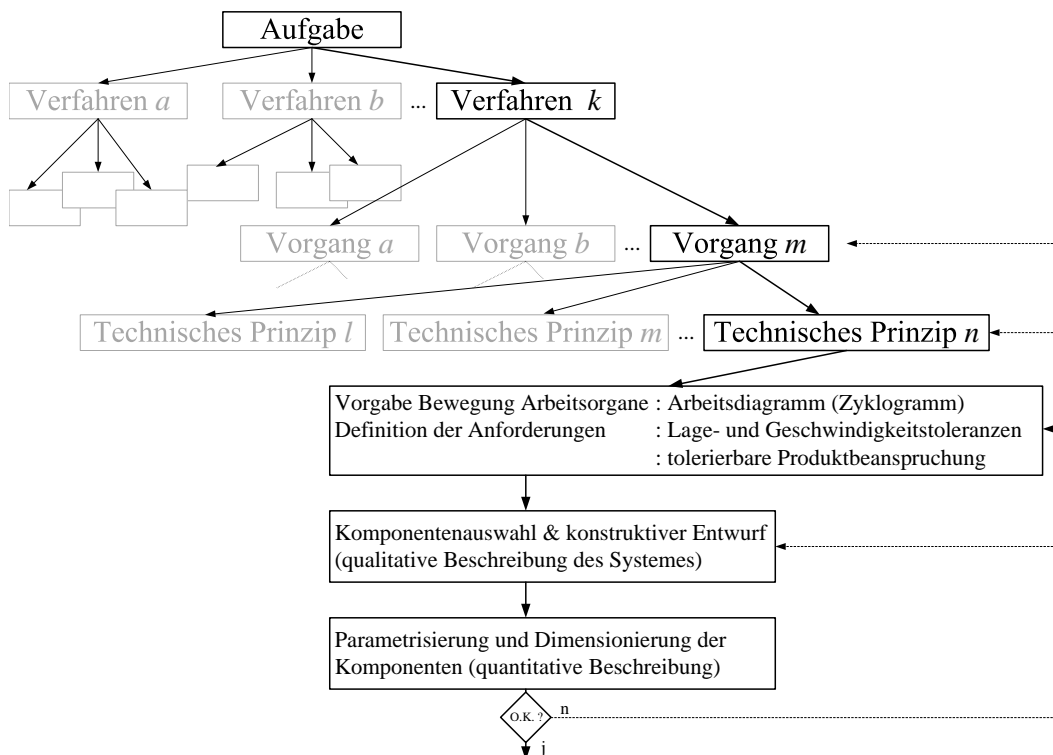 Aufgabe
Verfahren a Verfahren b ... Verfahren k
Vorgang a Vorgang b ... Vorgang m
Technisches Prinzip l Technisches Prinzip m ... Technisches Prinzip n
Vorgabe Bewegung Arbeitsorgane : Arbeitsdiagramm (Zyklogramm)
Definition der Anforderungen : Lage- und Geschwindigkeitstoleranzen
: tolerierbare Produktbeanspruchung
Komponentenauswahl & konstruktiver Entwurf
(qualitative Beschreibung des Systemes)
Parametrisierung und Dimensionierung der
Komponenten (quantitative Beschreibung)
O.K. ? n
j